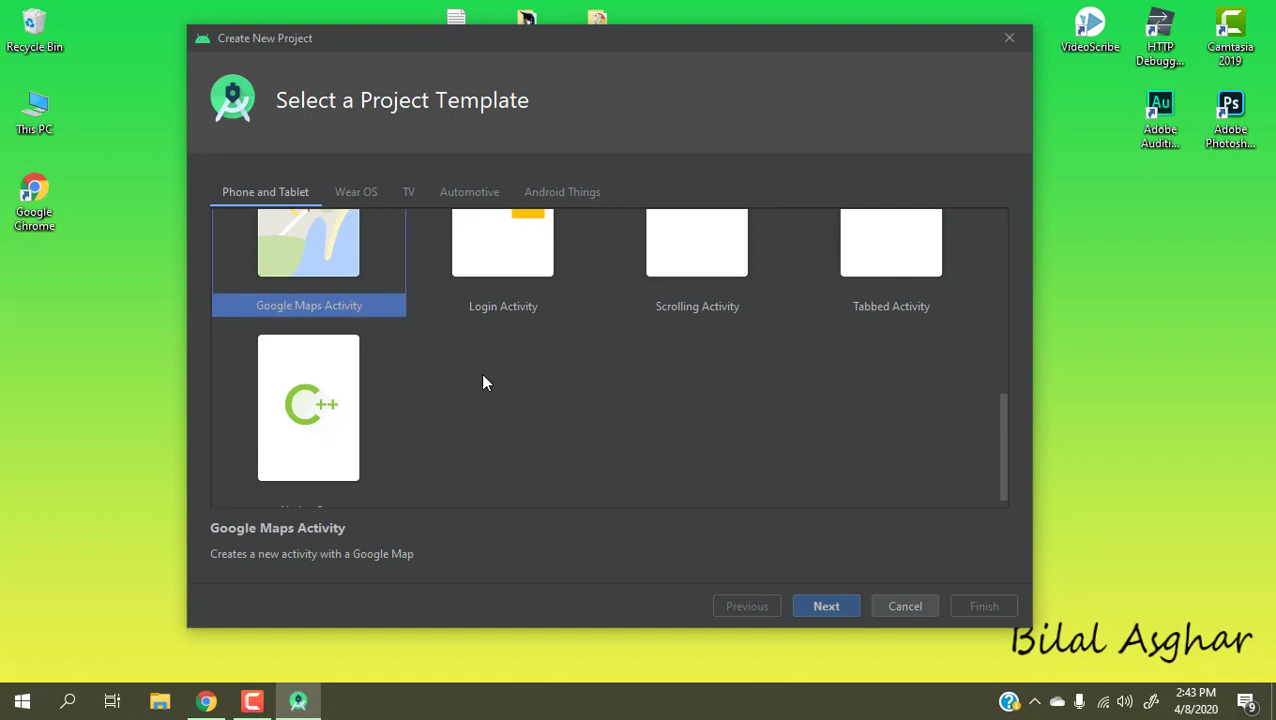 Recycle Bin
This PC
Google
Chrome
VideoScribe
HTTP
Debugg...
Camtasia
2019
Au
Adobe
Auditi...
Ps
Adobe
Photosh...
Create New Project
Select a Project Template
Phone and Tablet
Wear OS
TV
Automotive
Android Things
Google Maps Activity
Login Activity
Scrolling Activity
Tabbed Activity
C++
Google Maps Activity
Creates a new activity with a Google Map
Previous
Next
Cancel
Finish
Bilal Asghar
2:43 PM
4/8/2020
9